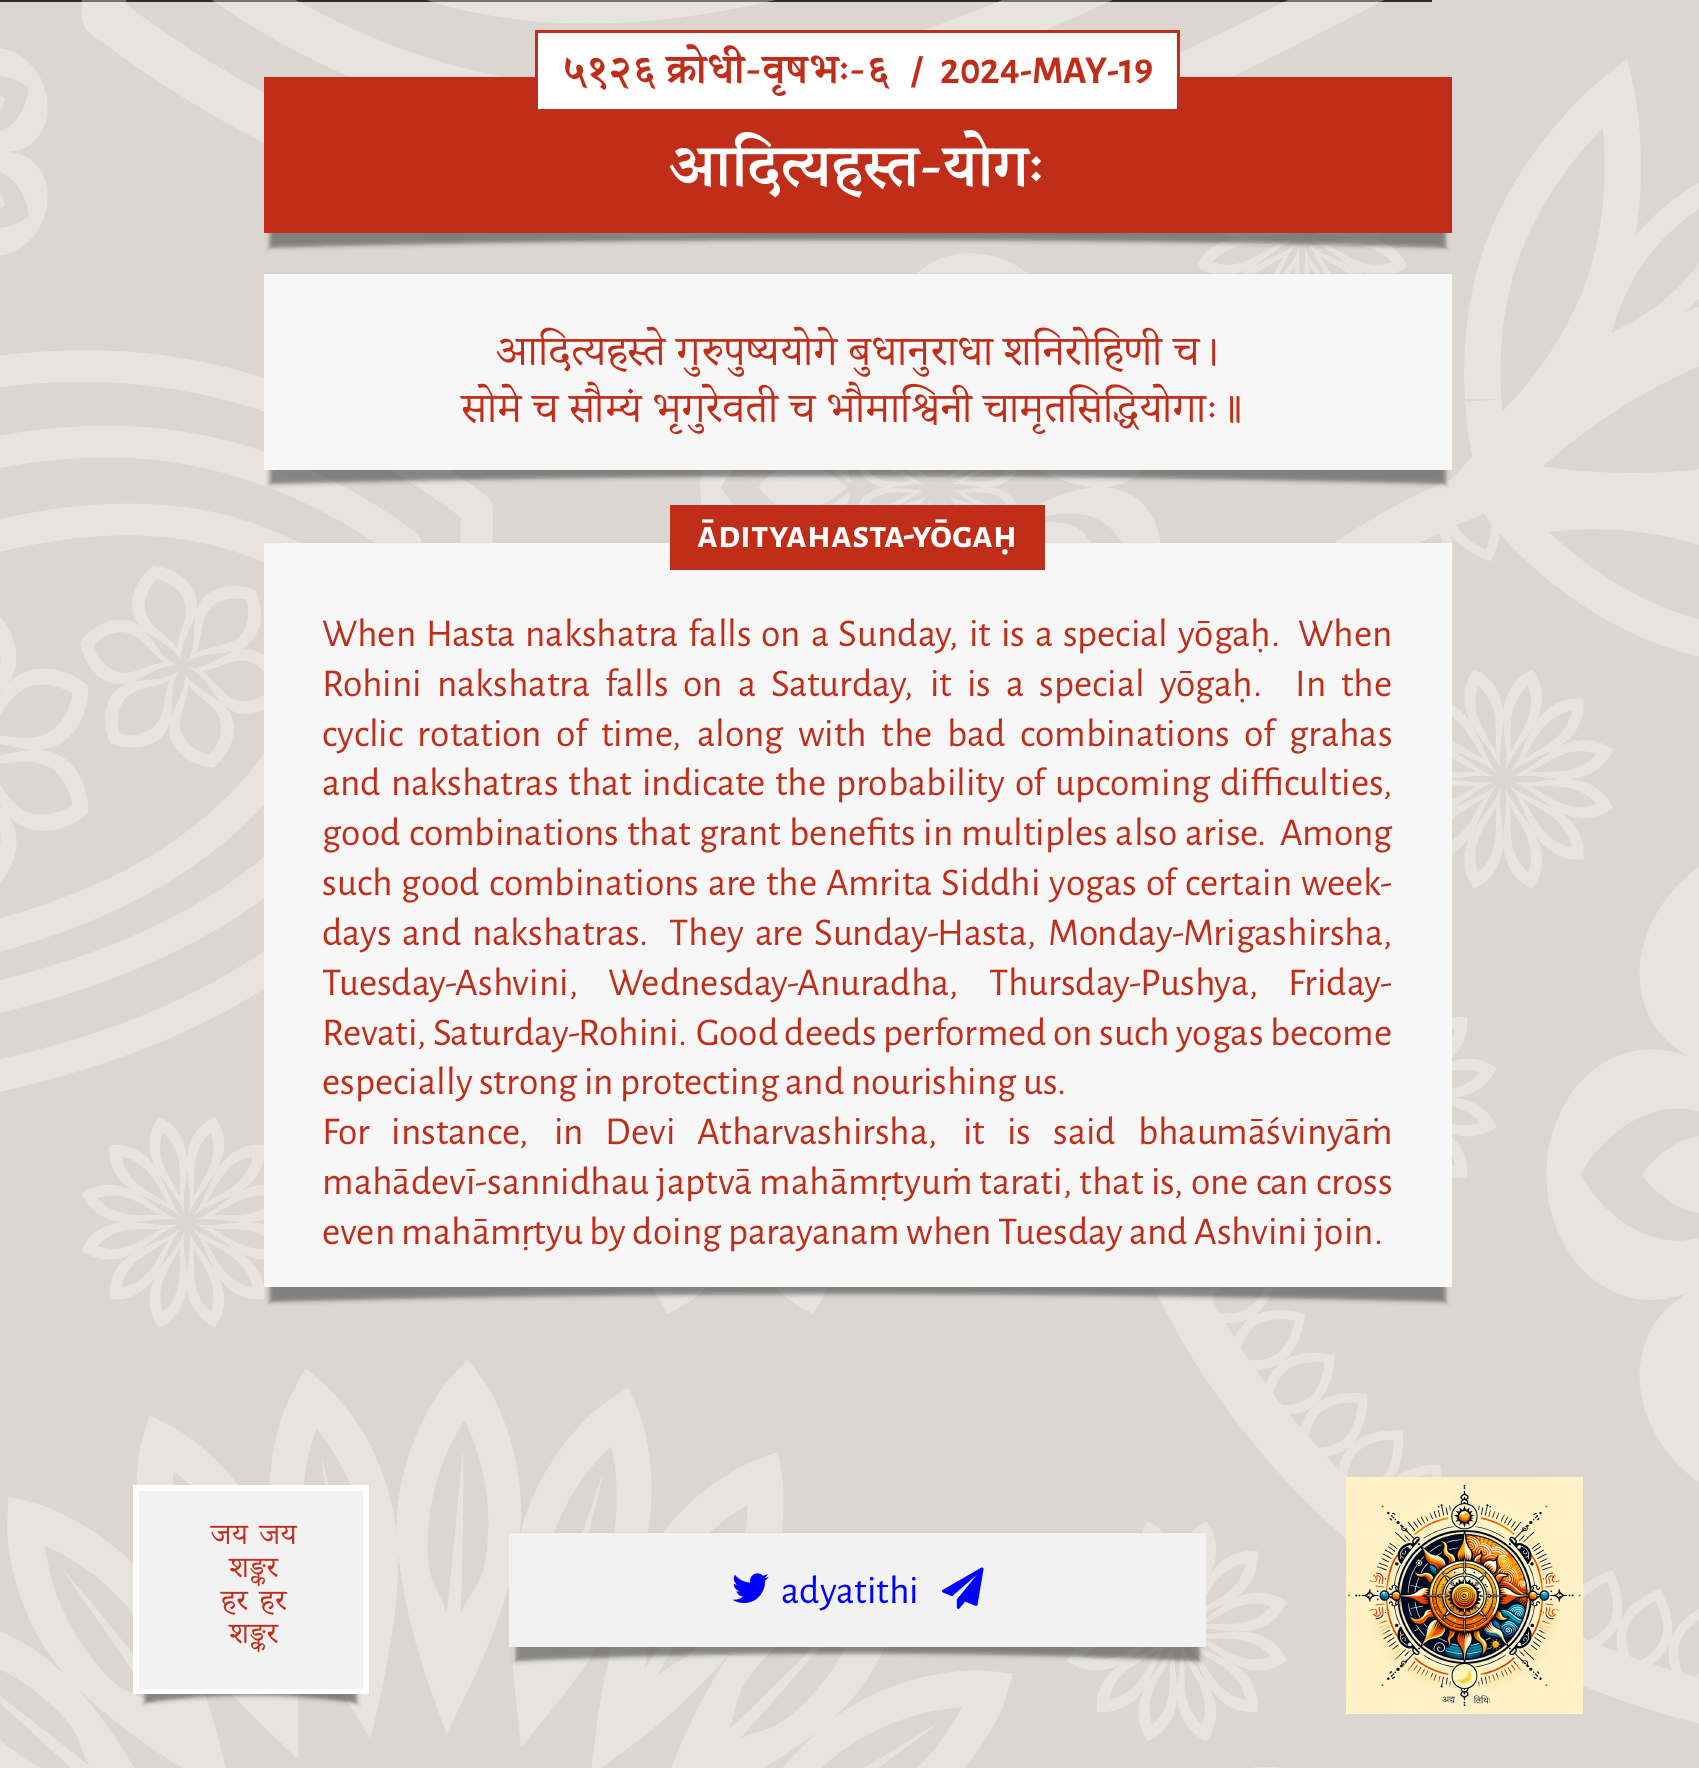 ५१२६ क्रोधी-वृषभः-६ / 2024-MAY-19
आदित्यहस्त-योगः
आदित्यहस्ते गुरुपुष्ययोगे बुधानुराधा शनिरोहिणी च।
सोमे च सौम्यं भृगुरेवती च भौमाश्विनी चामृतसिद्धियोगाः॥
ĀDITYAHASTA-YŌGAḤ
When Hasta nakshatra falls on a Sunday, it is a special yōgaḥ. When
Rohini nakshatra falls on a Saturday, it is a special yōgaḥ. In the
cyclic rotation of time, along with the bad combinations of grahas
and nakshatras that indicate the probability of upcoming difficulties,
good combinations that grant benefits in multiples also arise. Among
such good combinations are the Amrita Siddhi yogas of certain week-
days and nakshatras. They are Sunday-Hasta, Monday-Mrigashirsha,
Tuesday-Ashvini, Wednesday-Anuradha, Thursday-Pushya, Friday-
Revati, Saturday-Rohini. Good deeds performed on such yogas become
especially strong in protecting and nourishing us.
For instance, in Devi Atharvashirsha, it is said bhaumāśvinyāṁ
mahādevī-sannidhau japtvā mahāmṛtyuṁ tarati, that is, one can cross
even mahāmṛtyu by doing parayanam when Tuesday and Ashvini join.
जय जय
शङ्कर
हर हर
शङ्कर
adyatithi
अद्य तिथिः